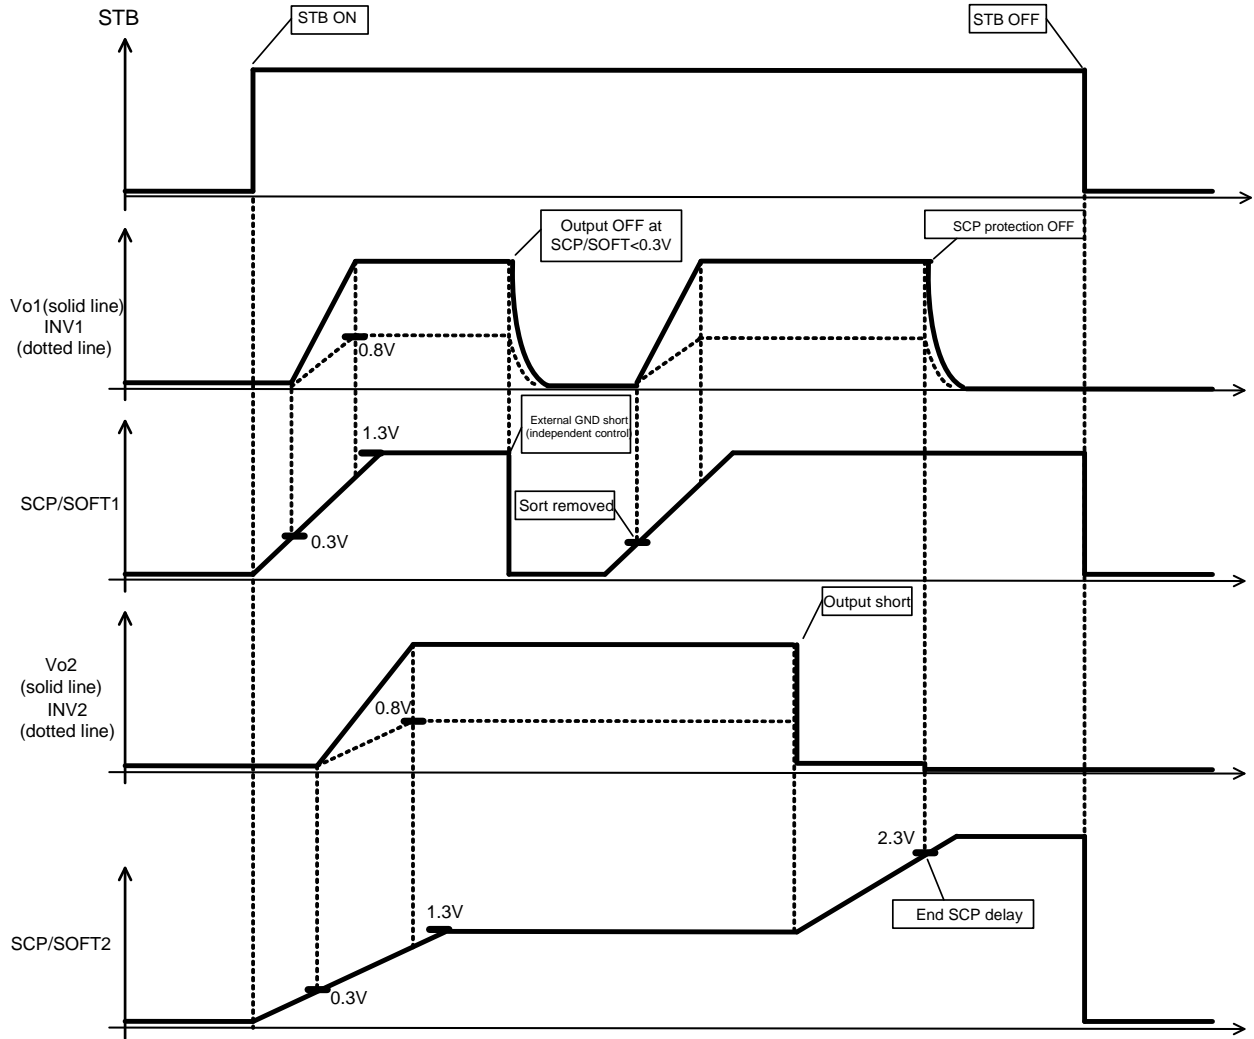 STB
STB ON
STB OFF
Output OFF at
SCP/SOFT<0.3V
SCP protection OFF
Vo1(solid line)
INV1
(dotted line)
0.8V
External GND short
(independent control)
1.3V
SCP/SOFT1
Sort removed
0.3V
Output short
Vo2
(solid line)
INV2
(dotted line)
0.8V
2.3V
End SCP delay
1.3V
SCP/SOFT2
0.3V